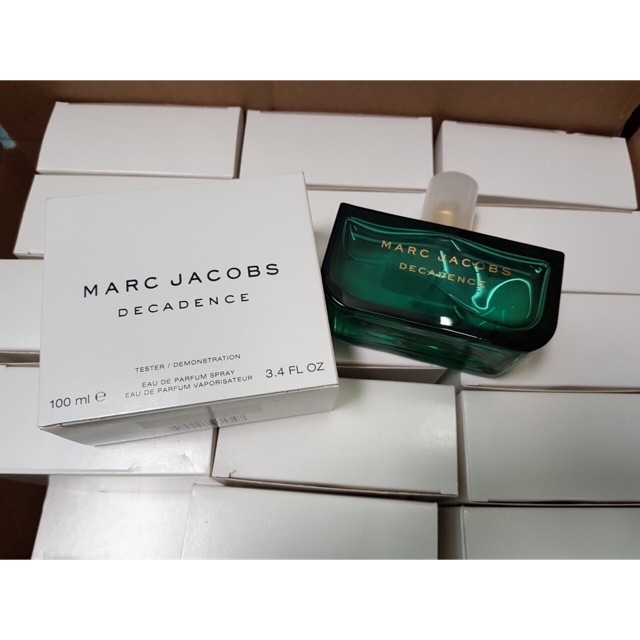 MARC JACOBS
DECADENCE
TESTER / DEMONSTRATION
EAU DE PARFUM SPRAY
EAU DE PARFUM VAPORISATEUR
100 ml ℮
3.4 FL OZ
MARC JACOBS
DECADENCE